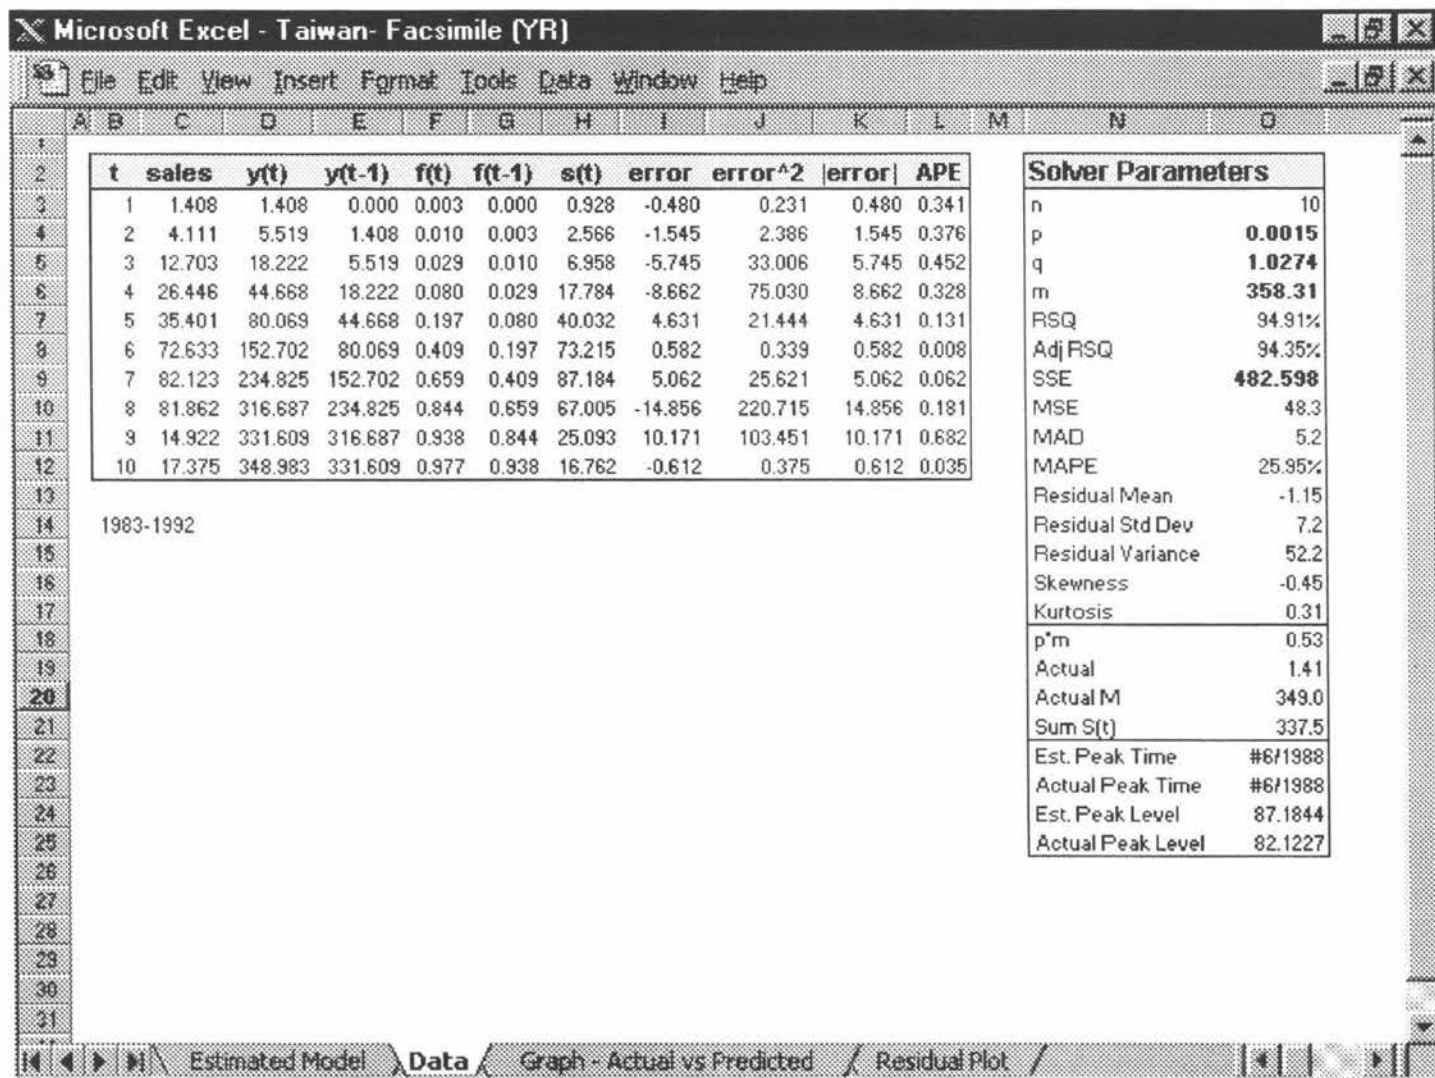 Microsoft Excel - Taiwan- Facsimile (YR)
File Edit View Insert Format Tools Data Window Help
A B C D E F G H I J K L M N O
1
2 t sales y(t) y(t-1) f(t) f(t-1) s(t) error error^2 |error| APE Solver Parameters
3 1 1.408 1.408 0.000 0.003 0.000 0.928 -0.480 0.231 0.480 0.341 n 10
4 2 4.111 5.519 1.408 0.010 0.003 2.566 -1.545 2.386 1.545 0.376 p 0.0015
5 3 12.703 18.222 5.519 0.029 0.010 6.958 -5.745 33.006 5.745 0.452 q 1.0274
6 4 26.446 44.668 18.222 0.080 0.029 17.784 -8.662 75.030 8.662 0.328 m 358.31
7 5 35.401 80.069 44.668 0.197 0.080 40.032 4.631 21.444 4.631 0.131 RSQ 94.91%
8 6 72.633 152.702 80.069 0.409 0.197 73.215 0.582 0.339 0.582 0.008 Adj RSQ 94.35%
9 7 82.123 234.825 152.702 0.659 0.409 87.184 5.062 25.621 5.062 0.062 SSE 482.598
10 8 81.862 316.687 234.825 0.844 0.659 67.005 -14.856 220.715 14.856 0.181 MSE 48.3
11 9 14.922 331.609 316.687 0.938 0.844 25.093 10.171 103.451 10.171 0.682 MAD 5.2
12 10 17.375 348.983 331.609 0.977 0.938 16.762 -0.612 0.375 0.612 0.035 MAPE 25.95%
13 Residual Mean -1.15
14 1983-1992 Residual Std Dev 7.2
15 Residual Variance 52.2
16 Skewness -0.45
17 Kurtosis 0.31
18 p*m 0.53
19 Actual 1.41
20 Actual M 349.0
21 Sum S(t) 337.5
22 Est. Peak Time #6/1988
23 Actual Peak Time #6/1988
24 Est. Peak Level 87.1844
25 Actual Peak Level 82.1227
26
27
28
29
30
31
Estimated Model Data Graph - Actual vs Predicted Residual Plot